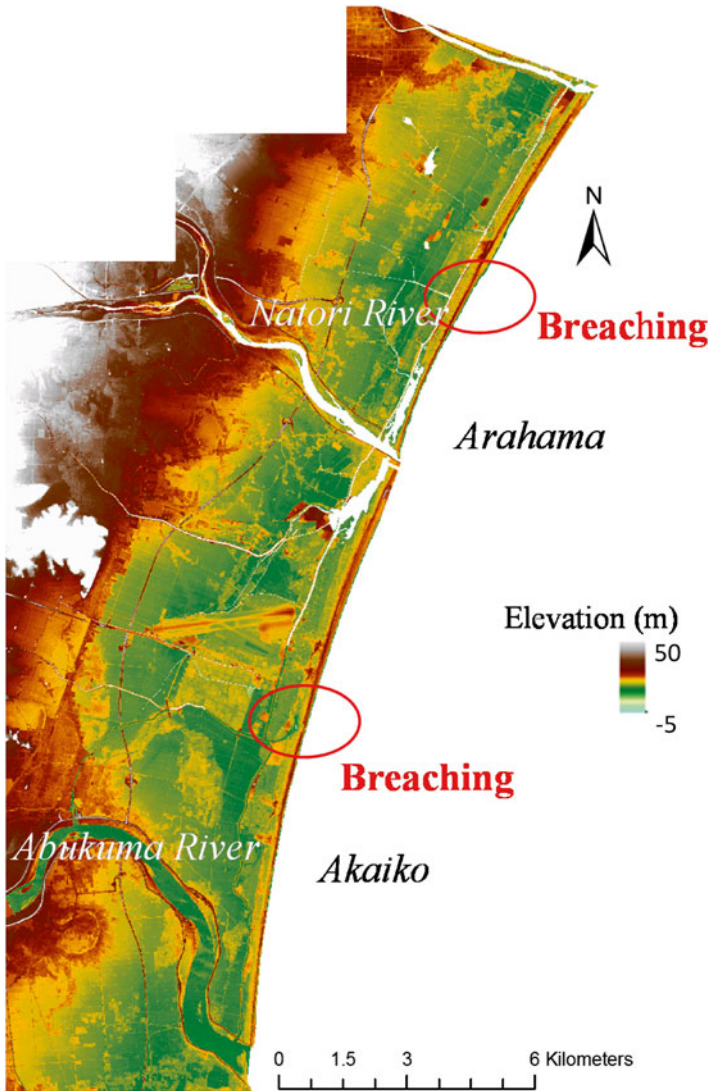 N
Natori River
Breaching
Arahama
Elevation (m)
50
-5
Breaching
Abukuma River
Akaiko
0 1.5 3 6 Kilometers